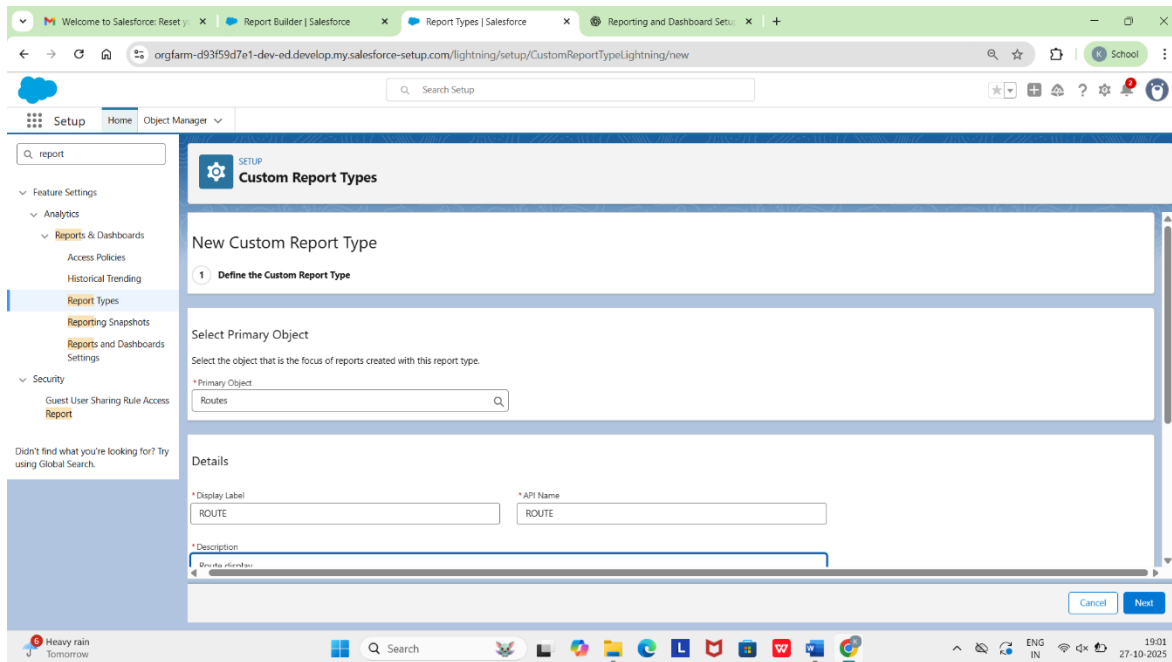 Welcome to Salesforce: Reset y
Report Builder | Salesforce
Report Types | Salesforce
Reporting and Dashboard Setu
orgfarm-d93f59d7e1-dev-ed.develop.my.salesforce-setup.com/lightning/setup/CustomReportTypeLightning/new
K School
Search Setup
2
Setup Home Object Manager
report
Feature Settings
Analytics
Reports & Dashboards
Access Policies
Historical Trending
Report Types
Reporting Snapshots
Reports and Dashboards
Settings
Security
Guest User Sharing Rule Access
Report
Didn't find what you're looking for? Try
using Global Search.
SETUP
Custom Report Types
New Custom Report Type
1 Define the Custom Report Type
Select Primary Object
Select the object that is the focus of reports created with this report type.
* Primary Object
Routes
Details
* Display Label
ROUTE
* API Name
ROUTE
* Description
Route display
Cancel Next
6 Heavy rain
Tomorrow
Search
L
W
W
ENG
IN
19:01
27-10-2025